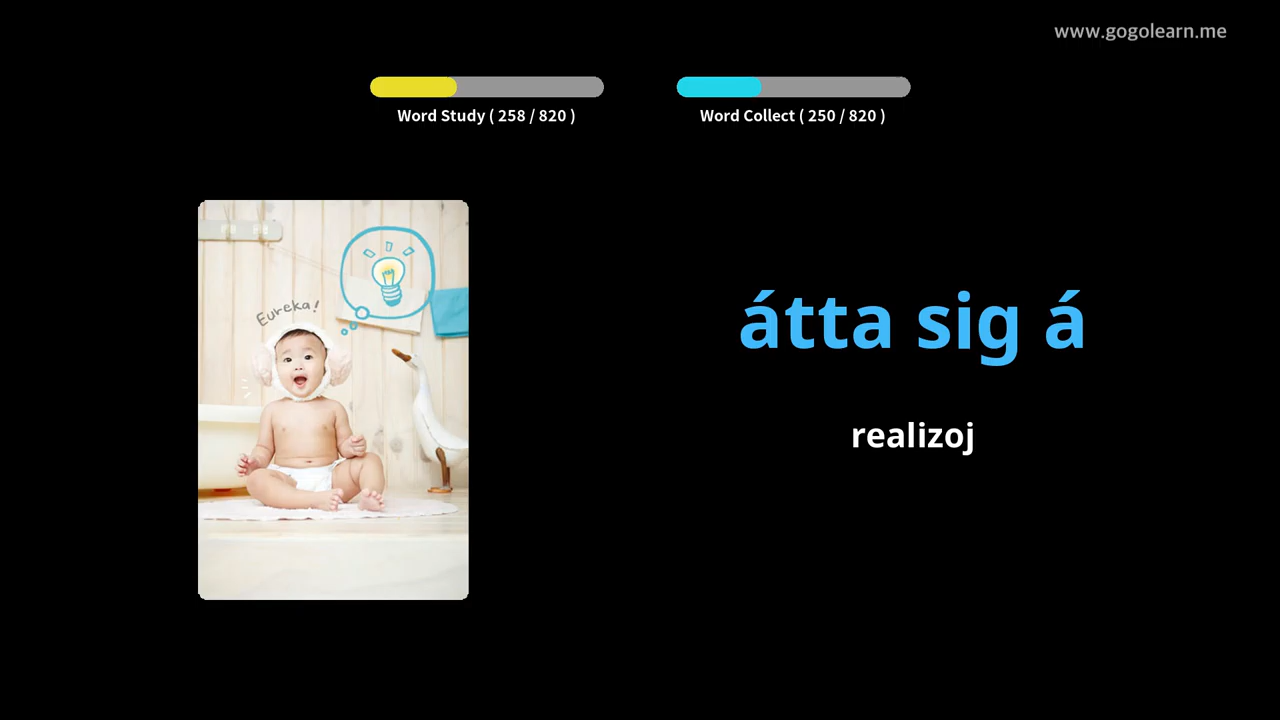 www.gogolearn.me
Word Study ( 258 / 820 )
Word Collect ( 250 / 820 )
Eureka!
átta sig á
realizoj